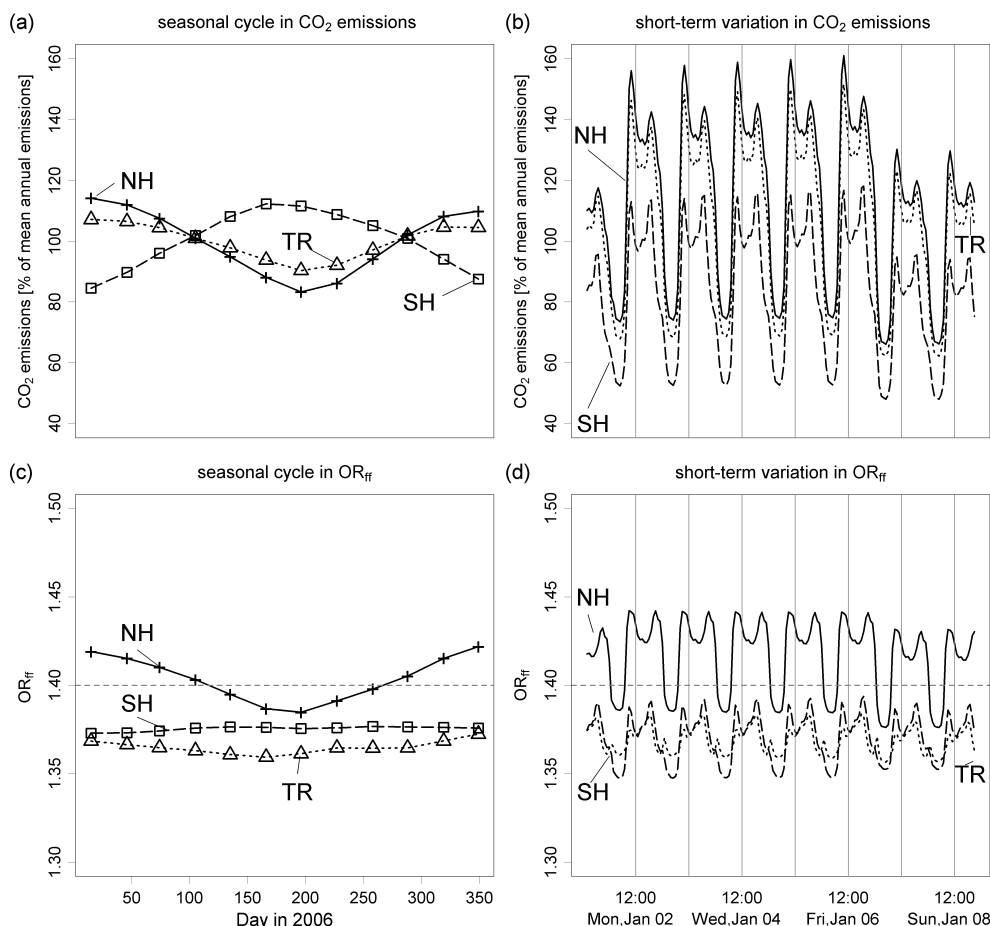 (a) seasonal cycle in CO₂ emissions
CO₂ emissions [% of mean annual emissions]
160
140
120
100
80
60
40
NH
TR
SH
(b) short-term variation in CO₂ emissions
CO₂ emissions [% of mean annual emissions]
160
140
120
100
80
60
40
NH
TR
SH
(c) seasonal cycle in ORff
ORff
1.50
1.45
1.40
1.35
1.30
NH
SH
TR
50 100 150 200 250 300 350
Day in 2006
(d) short-term variation in ORff
ORff
1.50
1.45
1.40
1.35
1.30
NH
SH
TR
12:00 12:00 12:00 12:00
Mon,Jan 02 Wed,Jan 04 Fri,Jan 06 Sun,Jan 08